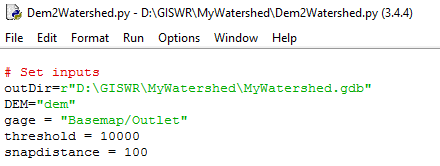 Dem2Watershed.py - D:\GISWR\MyWatershed\Dem2Watershed.py (3.4.4)
File Edit Format Run Options Window Help
# Set inputs
outDir=r"D:\GISWR\MyWatershed\MyWatershed.gdb"
DEM="dem"
gage = "Basemap/Outlet"
threshold = 10000
snapdistance = 100